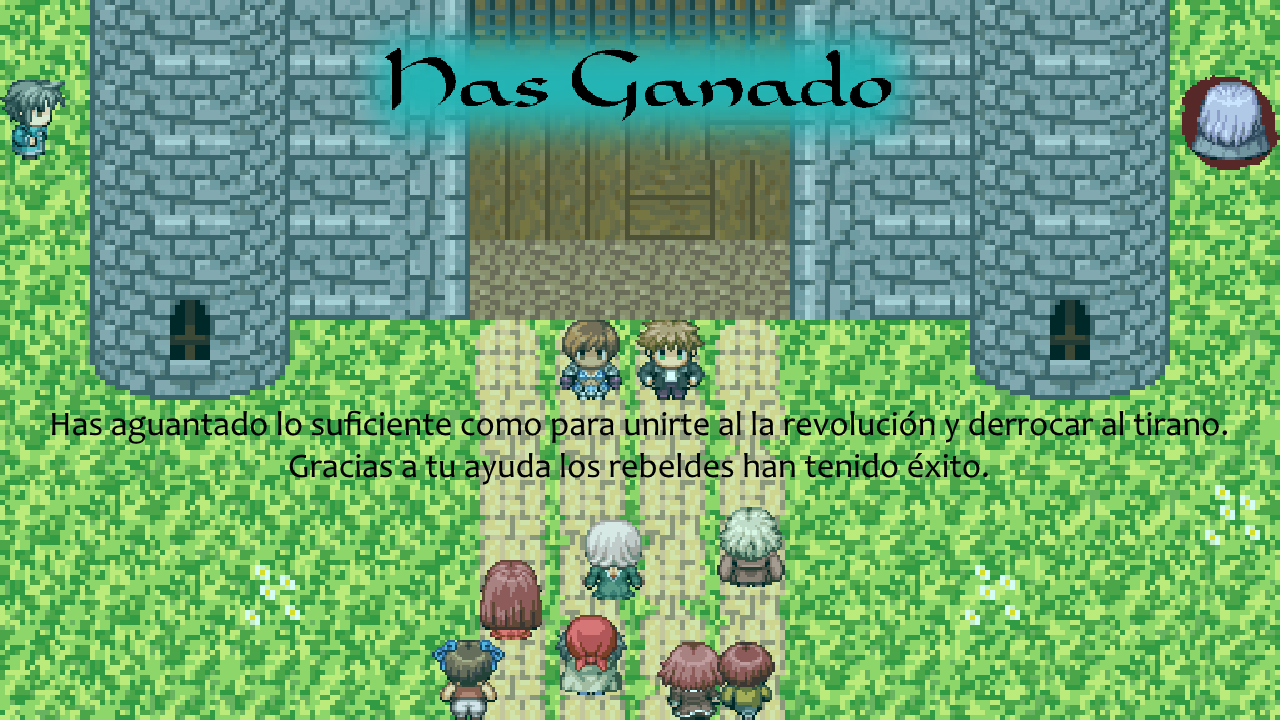 Has Ganado
Has aguantado lo suficiente como para unirte al la revolución y derrocar al tirano.
Gracias a tu ayuda los rebeldes han tenido éxito.